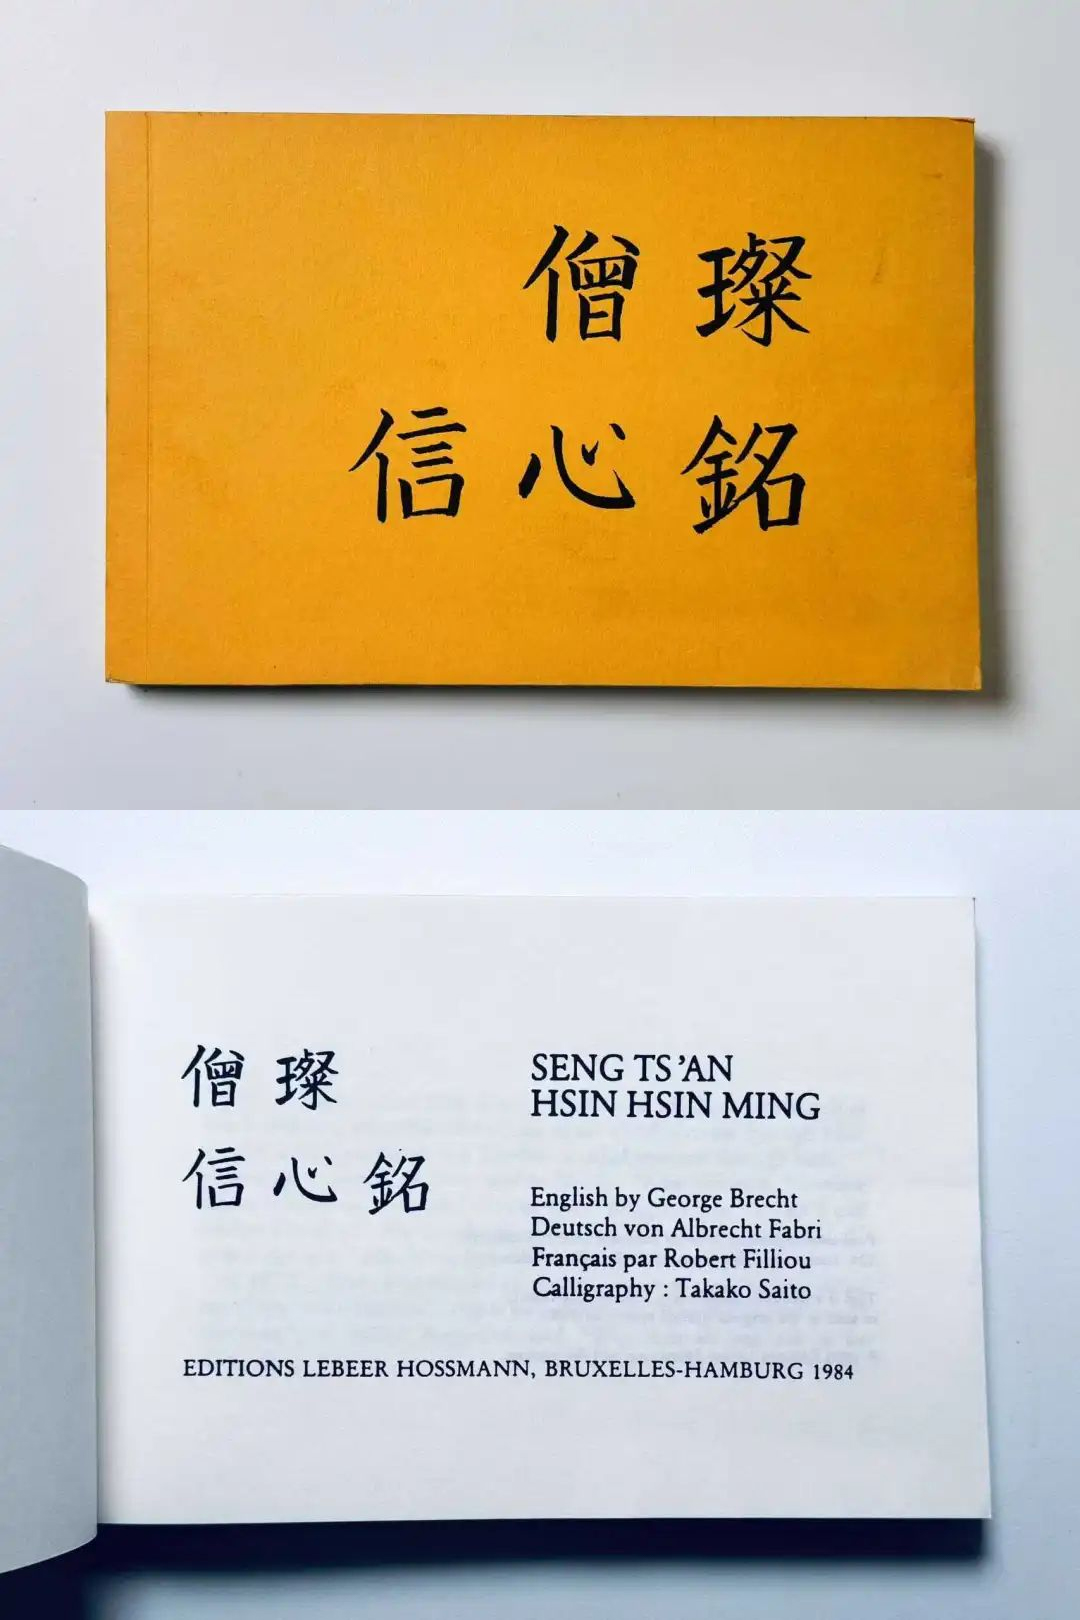 僧璨
信心銘
僧璨
信心銘
SENG TS'AN
HSIN HSIN MING
English by George Brecht
Deutsch von Albrecht Fabri
Français par Robert Filliou
Calligraphy : Takako Saito
EDITIONS LEBEER HOSSMANN, BRUXELLES-HAMBURG 1984